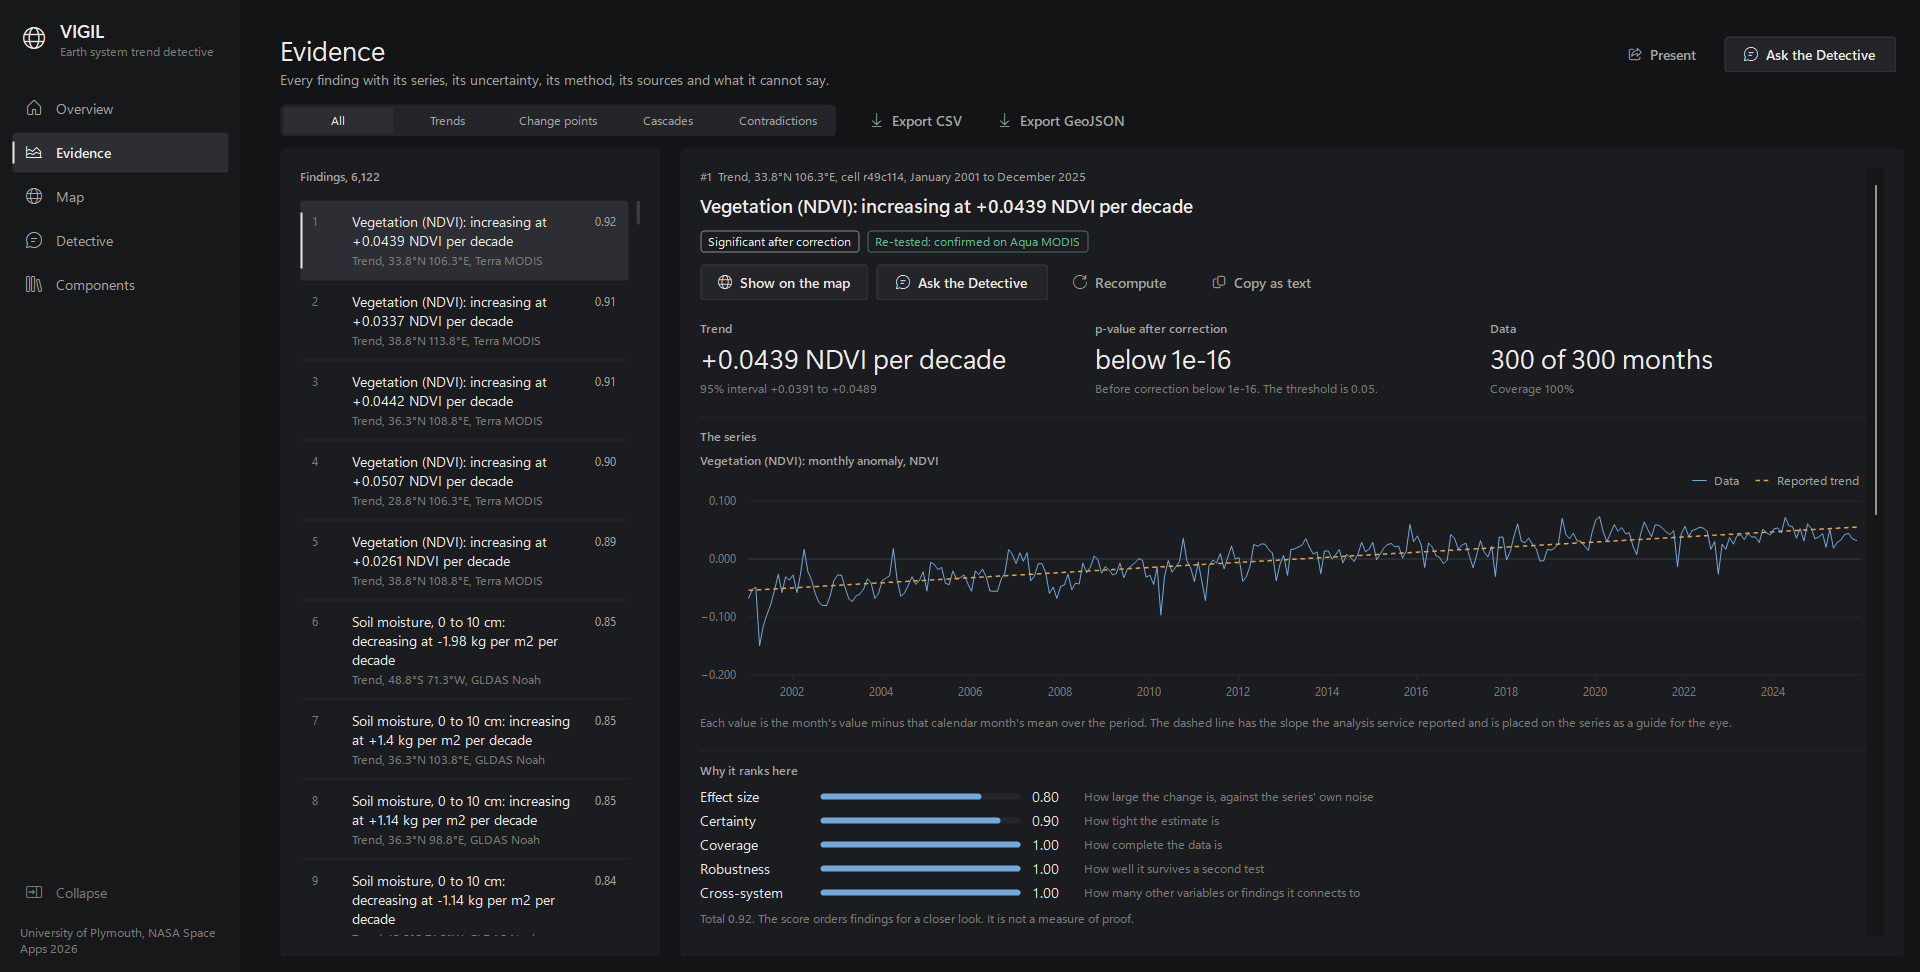 VIGIL
Earth system trend detective
Overview
Evidence
Map
Detective
Components
Collapse
University of Plymouth, NASA Space
Apps 2026
Evidence
Every finding with its series, its uncertainty, its method, its sources and what it cannot say.
Present
Ask the Detective
All
Trends
Change points
Cascades
Contradictions
Export CSV
Export GeoJSON
Findings, 6,122
1
Vegetation (NDVI): increasing at
+0.0439 NDVI per decade
0.92
Trend, 33.8°N 106.3°E, Terra MODIS
2
Vegetation (NDVI): increasing at
+0.0337 NDVI per decade
0.91
Trend, 38.8°N 113.8°E, Terra MODIS
3
Vegetation (NDVI): increasing at
+0.0442 NDVI per decade
0.91
Trend, 36.3°N 108.8°E, Terra MODIS
4
Vegetation (NDVI): increasing at
+0.0507 NDVI per decade
0.90
Trend, 28.8°N 106.3°E, Terra MODIS
5
Vegetation (NDVI): increasing at
+0.0261 NDVI per decade
0.89
Trend, 38.8°N 108.8°E, Terra MODIS
6
Soil moisture, 0 to 10 cm:
decreasing at -1.98 kg per m2 per
decade
0.85
Trend, 48.8°S 71.3°W, GLDAS Noah
7
Soil moisture, 0 to 10 cm: increasing
at +1.4 kg per m2 per decade
0.85
Trend, 36.3°N 103.8°E, GLDAS Noah
8
Soil moisture, 0 to 10 cm: increasing
at +1.14 kg per m2 per decade
0.85
Trend, 36.3°N 98.8°E, GLDAS Noah
9
Soil moisture, 0 to 10 cm:
decreasing at -1.14 kg per m2 per
decade
0.84
#1 Trend, 33.8°N 106.3°E, cell r49c114, January 2001 to December 2025
Vegetation (NDVI): increasing at +0.0439 NDVI per decade
Significant after correction
Re-tested: confirmed on Aqua MODIS
Show on the map
Ask the Detective
Recompute
Copy as text
Trend
+0.0439 NDVI per decade
95% interval +0.0391 to +0.0489
p-value after correction
below 1e-16
Before correction below 1e-16. The threshold is 0.05.
Data
300 of 300 months
Coverage 100%
The series
Vegetation (NDVI): monthly anomaly, NDVI
Data
Reported trend
0.100
0.000
−0.100
−0.200
2002
2004
2006
2008
2010
2012
2014
2016
2018
2020
2022
2024
Each value is the month's value minus that calendar month's mean over the period. The dashed line has the slope the analysis service reported and is placed on the series as a guide for the eye.
Why it ranks here
Effect size
0.80
How large the change is, against the series' own noise
Certainty
0.90
How tight the estimate is
Coverage
1.00
How complete the data is
Robustness
1.00
How well it survives a second test
Cross-system
1.00
How many other variables or findings it connects to
Total 0.92. The score orders findings for a closer look. It is not a measure of proof.